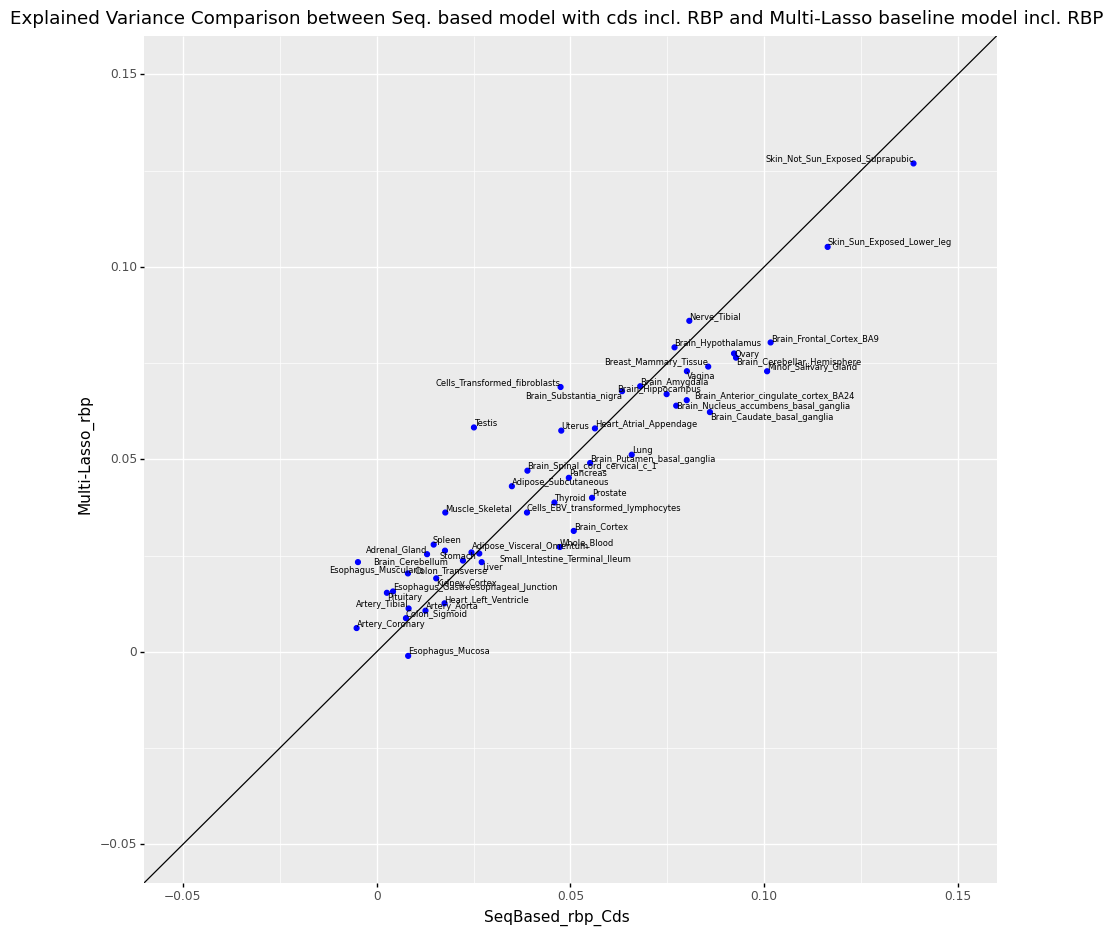 Explained Variance Comparison between Seq. based model with cds incl. RBP and Multi-Lasso baseline model incl. RBP
0.15
Skin_Not_Sun_Exposed_Suprapubic
Skin_Sun_Exposed_Lower_leg
0.10
Nerve_Tibial
Brain_Frontal_Cortex_BA9
Brain_Hypothalamus
Ovary
Brain_Cerebellar_Hemisphere
Breast_Mammary_Tissue
Minor_Salivary_Gland
Vagina
Cells_Transformed_fibroblasts
Brain_Amygdala
Brain_Hippocampus
Brain_Substantia_nigra
Brain_Anterior_cingulate_cortex_BA24
Brain_Nucleus_accumbens_basal_ganglia
Brain_Caudate_basal_ganglia
Testis
Uterus
Heart_Atrial_Appendage
Lung
0.05
Brain_Putamen_basal_ganglia
Brain_Spinal_cord_cervical_c_1
Pancreas
Adipose_Subcutaneous
Prostate
Thyroid
Muscle_Skeletal
Cells_EBV_transformed_lymphocytes
Brain_Cortex
Spleen
Whole_Blood
Adipose_Visceral_Omentum
Adrenal_Gland
Stomach
Small_Intestine_Terminal_Ileum
Brain_Cerebellum
Liver
Esophagus_Muscularis
Colon_Transverse
Kidney_Cortex
Esophagus_Gastroesophageal_Junction
Pituitary
Heart_Left_Ventricle
Artery_Tibial
Artery_Aorta
Colon_Sigmoid
Artery_Coronary
0
Esophagus_Mucosa
−0.05
Multi-Lasso_rbp
−0.05 0 0.05 0.10 0.15
SeqBased_rbp_Cds